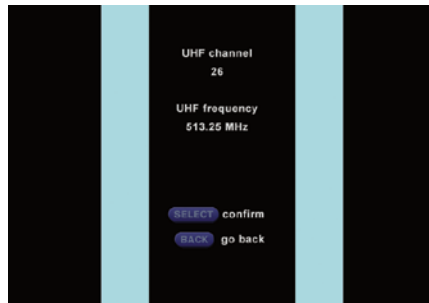 UHF channel
26
UHF frequency
513.25 MHz
SELECT confirm
BACK go back